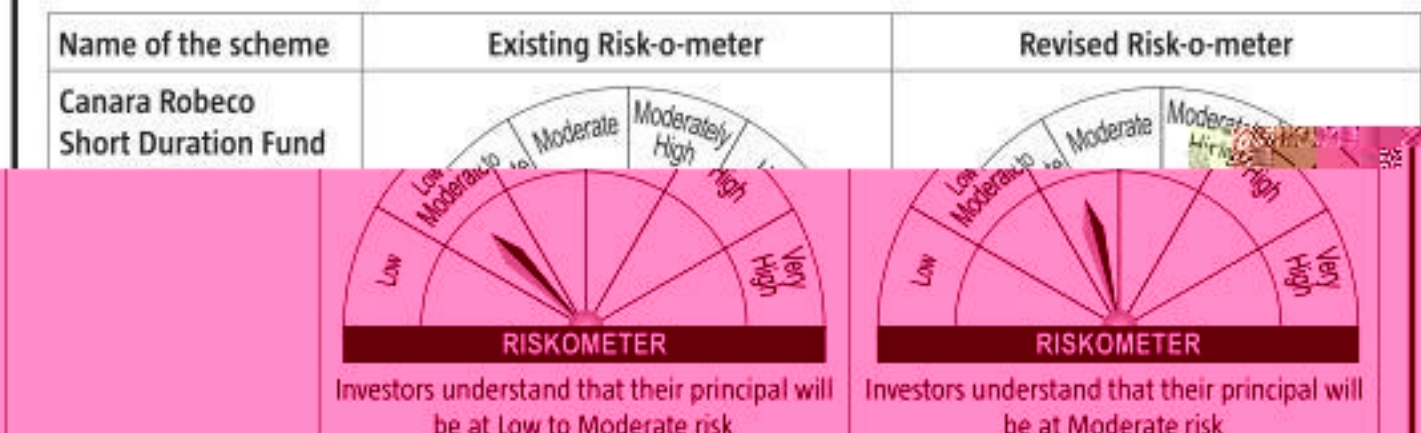 Name of the scheme
Existing Risk-o-meter
Revised Risk-o-meter
Canara Robeco
Short Duration Fund
Low
Low to
Moderate
Moderate
Moderately
High
High
Very
High
RISKOMETER
Investors understand that their principal will
be at Low to Moderate risk
Low
Low to
Moderate
Moderate
High
Very
High
RISKOMETER
Investors understand that their principal will
be at Moderate risk